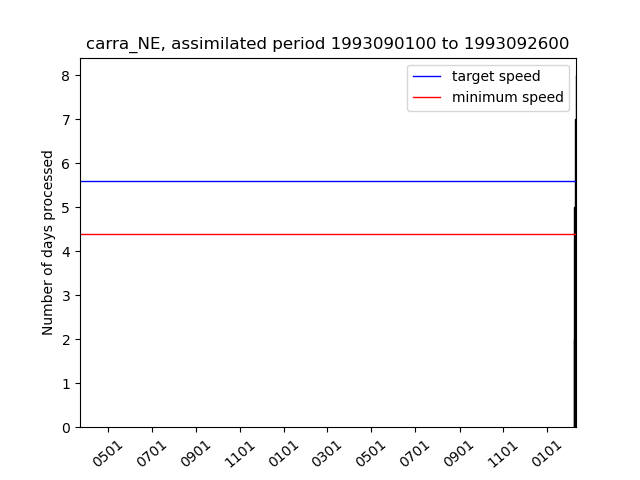 carra_NE, assimilated period 1993090100 to 1993092600
target speed
minimum speed
Number of days processed
8
7
6
5
4
3
2
1
0
0501 0701 0901 1101 0101 0301 0501 0701 0901 1101 0101